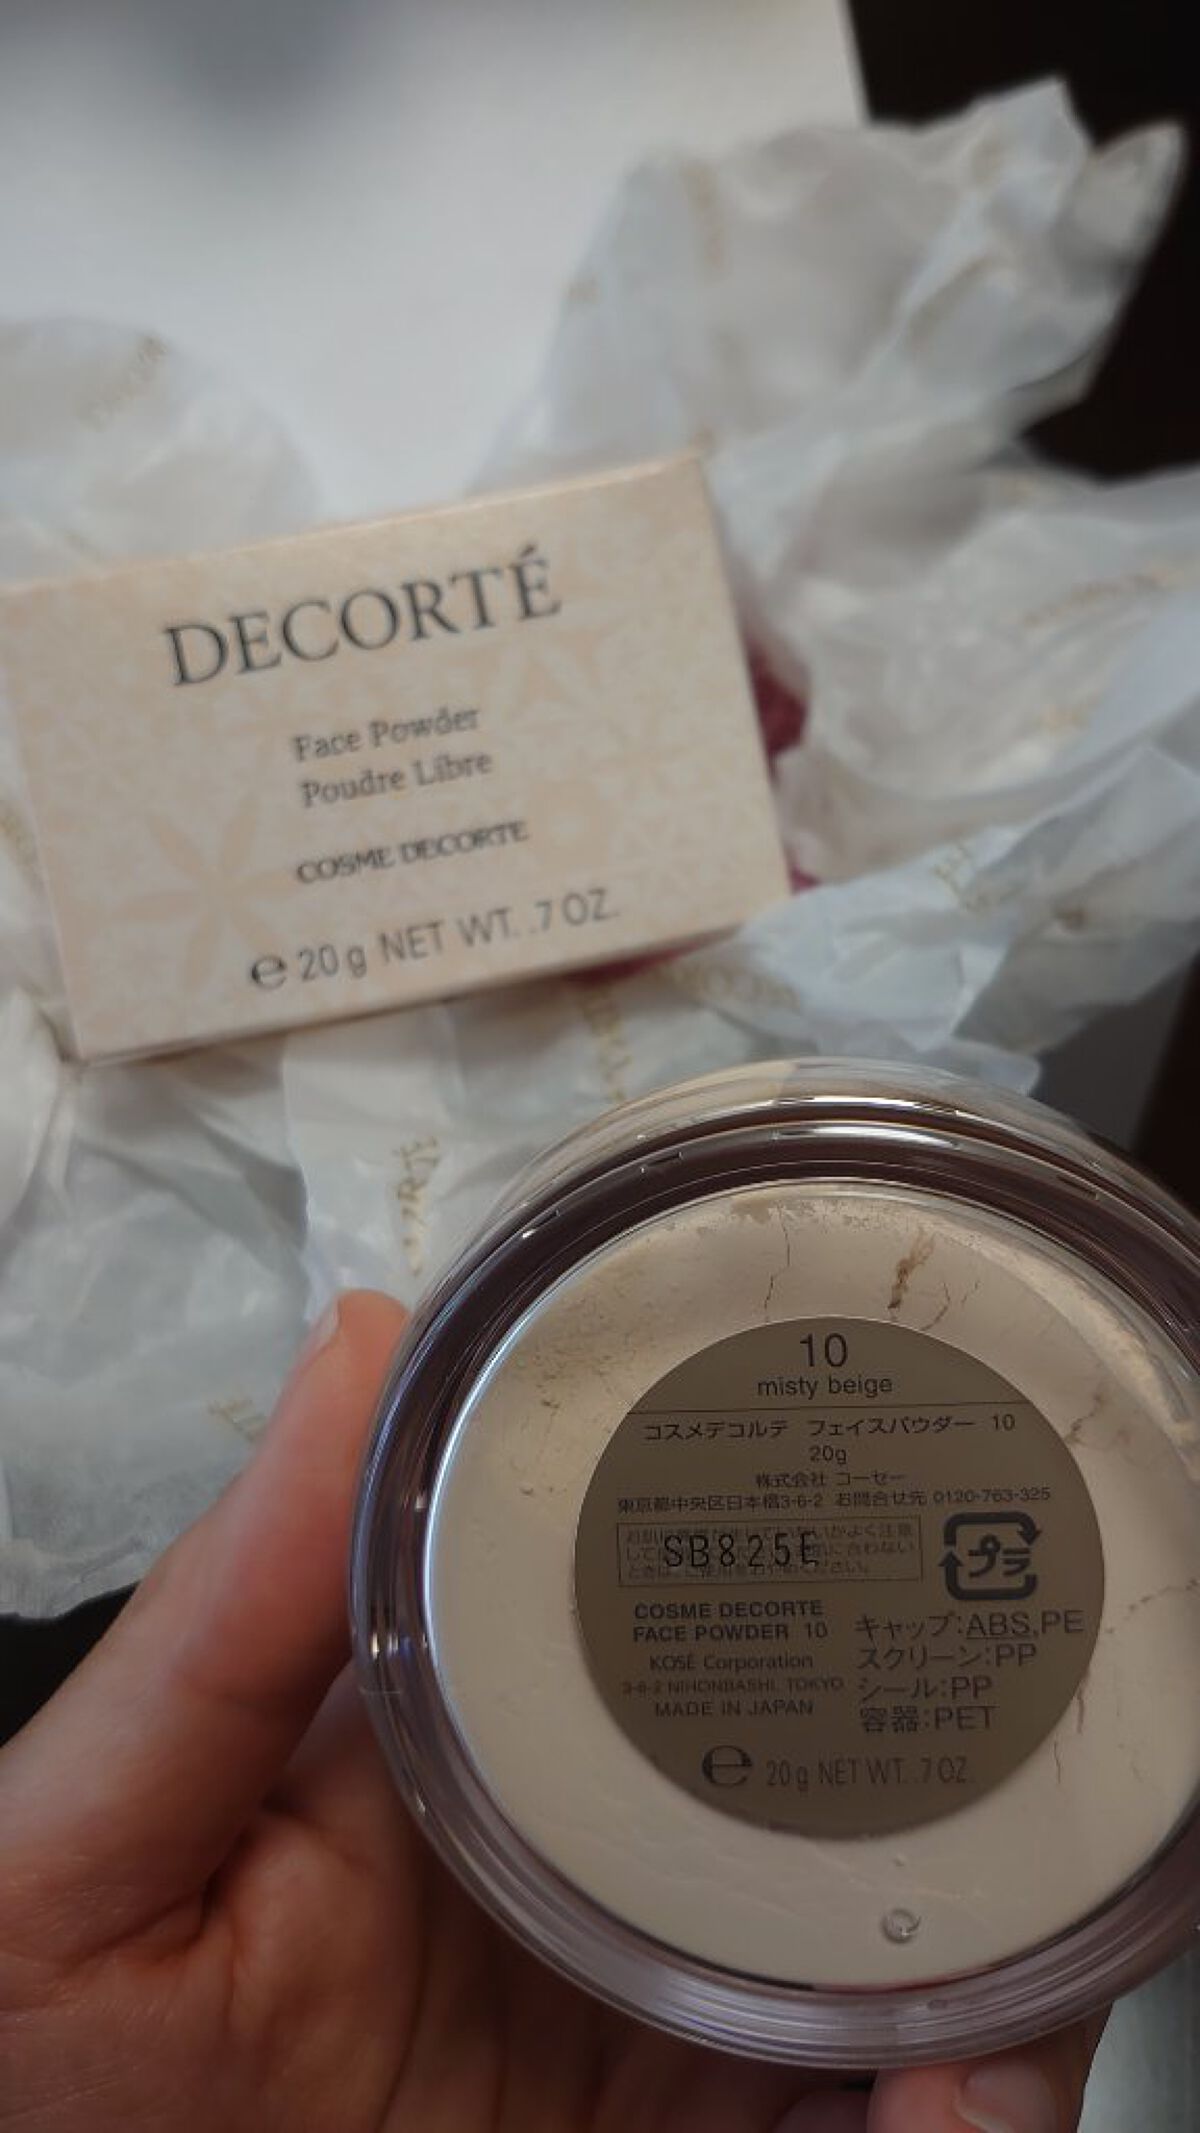 DECORTÉ
Face Powder
Poudre Libre
COSME DECORTE
℮ 20g NET WT. .7 OZ.
10
misty beige
コスメデコルテ フェイスパウダー 10
20g
株式会社 コーセー
東京都中央区日本橋3-6-2 お問合せ先 0120-763-325
SB825E
プラ
COSME DECORTE
FACE POWDER 10
KOSÉ Corporation
3-6-2 NIHONBASHI, TOKYO
MADE IN JAPAN
キャップ:ABS,PE
スクリーン:PP
シール:PP
容器:PET
℮ 20g NET WT. .7 OZ.